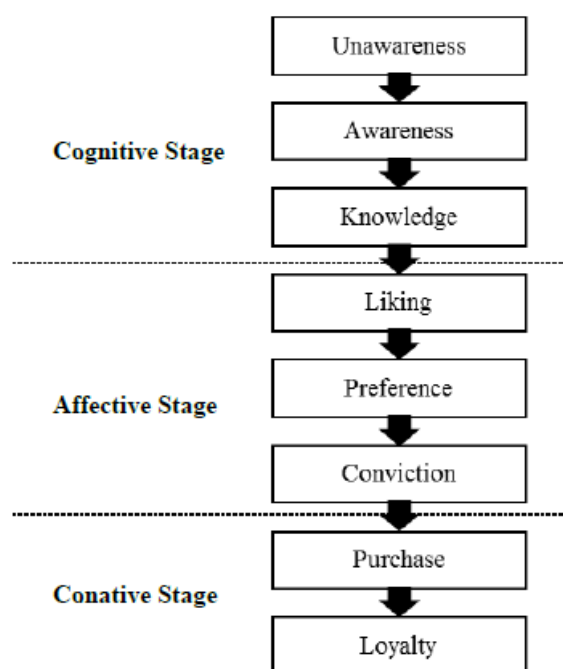 Unawareness
Awareness
Cognitive Stage
Knowledge
Liking
Preference
Affective Stage
Conviction
Purchase
Conative Stage
Loyalty